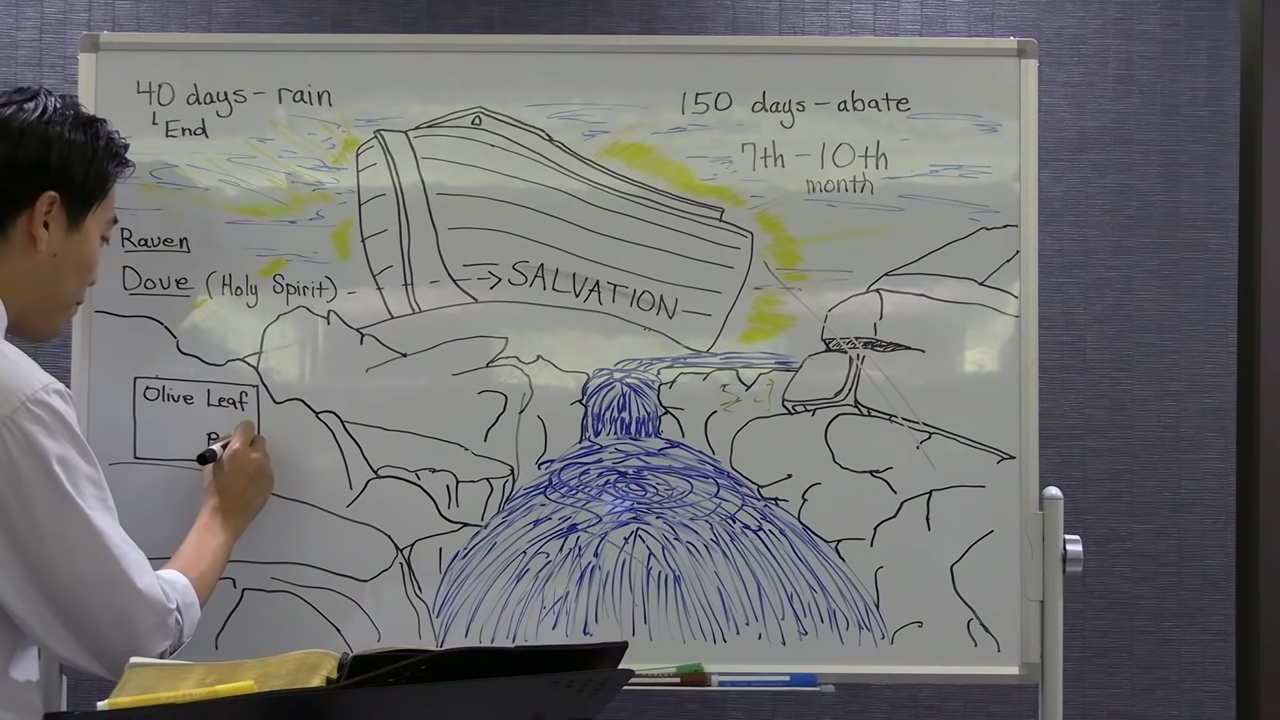 40 days - rain
End
150 days - abate
7th - 10th
month
Raven
Dove (Holy Spirit) - - - -> SALVATION
Olive Leaf
P